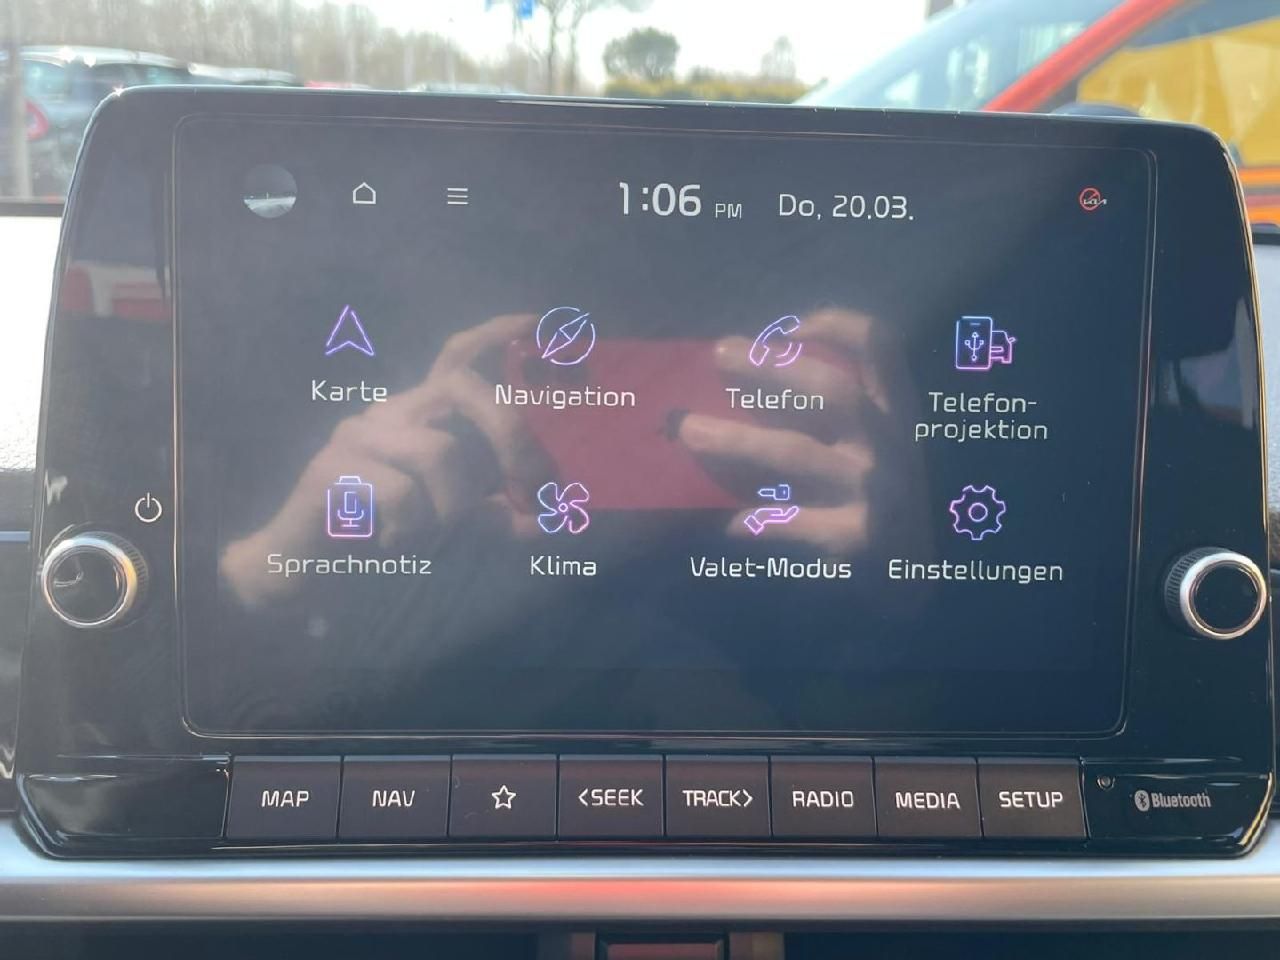 1:06 PM Do, 20.03.
Karte Navigation Telefon Telefon-
projektion
Sprachnotiz Klima Valet-Modus Einstellungen
MAP NAV <SEEK TRACK> RADIO MEDIA SETUP Bluetooth